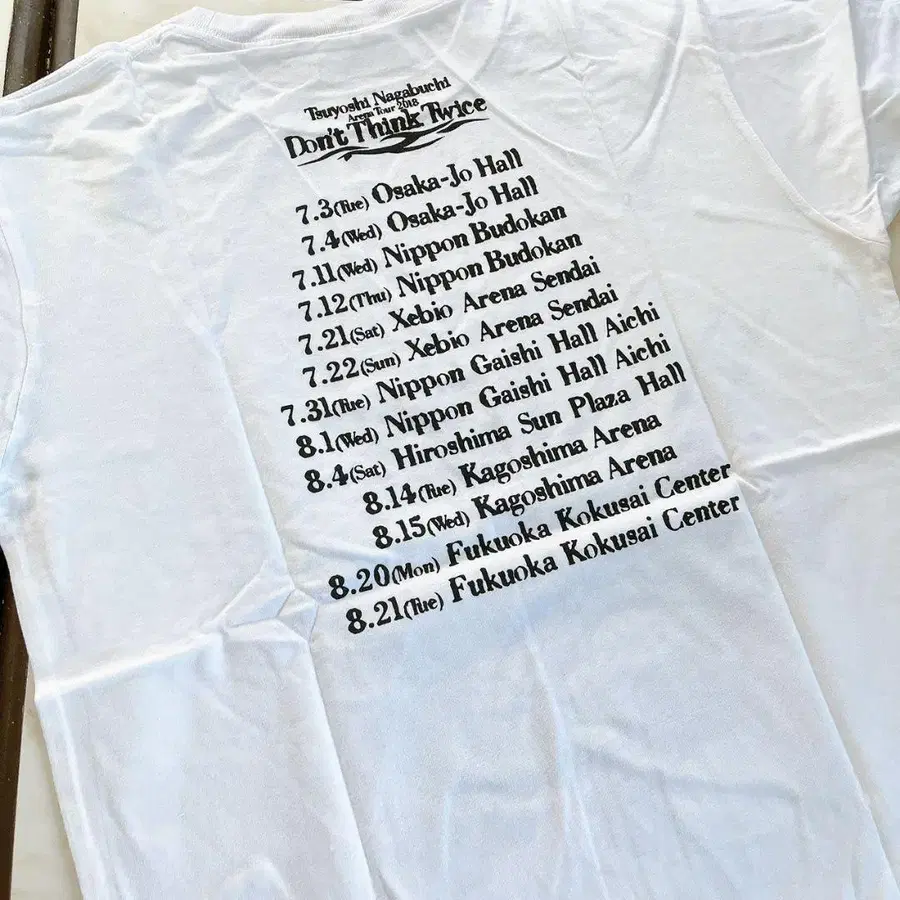 Tsuyoshi Nagabuchi
Arena Tour 2018
Don't Think Twice
7.3(Tue) Osaka-Jo Hall
7.4(Wed) Osaka-Jo Hall
7.11(Wed) Nippon Budokan
7.12(Thu) Nippon Budokan
7.21(Sat) Xebio Arena Sendai
7.22(Sun) Xebio Arena Sendai
7.31(Tue) Nippon Gaishi Hall Aichi
8.1(Wed) Nippon Gaishi Hall Aichi
8.4(Sat) Hiroshima Sun Plaza Hall
8.14(Tue) Kagoshima Arena
8.15(Wed) Kagoshima Arena
8.20(Mon) Fukuoka Kokusai Center
8.21(Tue) Fukuoka Kokusai Center